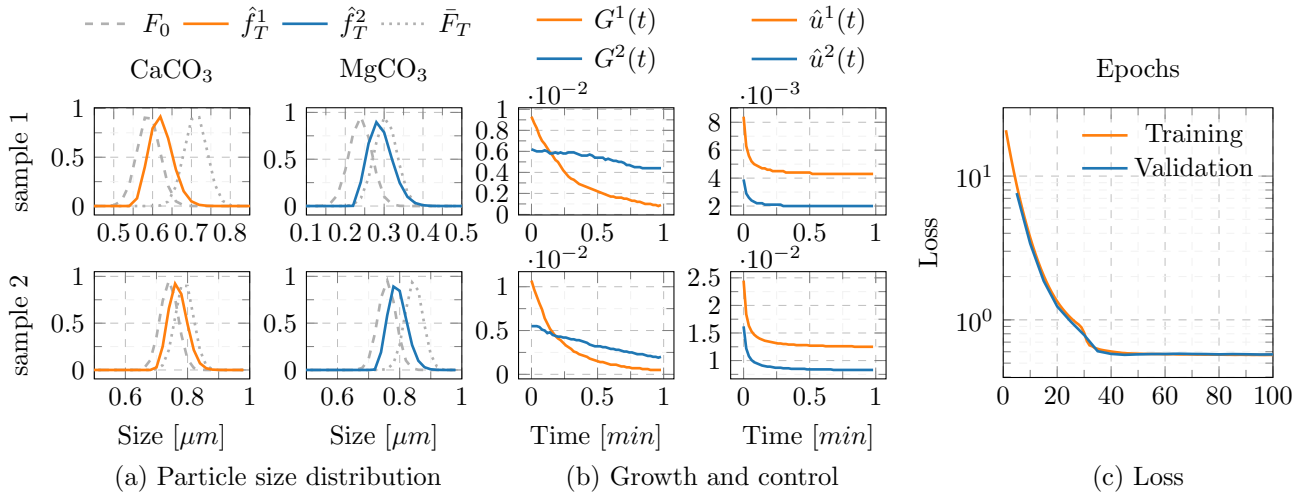 F₀ f̂¹_T f̂²_T F̄_T G¹(t) û¹(t)
G²(t) û²(t)
CaCO₃ MgCO₃ Epochs
·10⁻² ·10⁻³
sample 1
1
0.5
0
0.5 0.6 0.7 0.8
1
0.5
0
0.1 0.2 0.3 0.4 0.5
1
0.8
0.6
0.4
0.2
0
0 0.5 1
8
6
4
2
0 0.5 1
·10⁻² ·10⁻²
sample 2
1
0.5
0
0.6 0.8 1
1
0.5
0
0.6 0.8 1
1
0.5
0
0 0.5 1
2.5
2
1.5
1
0 0.5 1
Size [μm] Size [μm] Time [min] Time [min]
Loss
Training
Validation
10¹
10⁰
0 20 40 60 80 100
(a) Particle size distribution (b) Growth and control (c) Loss